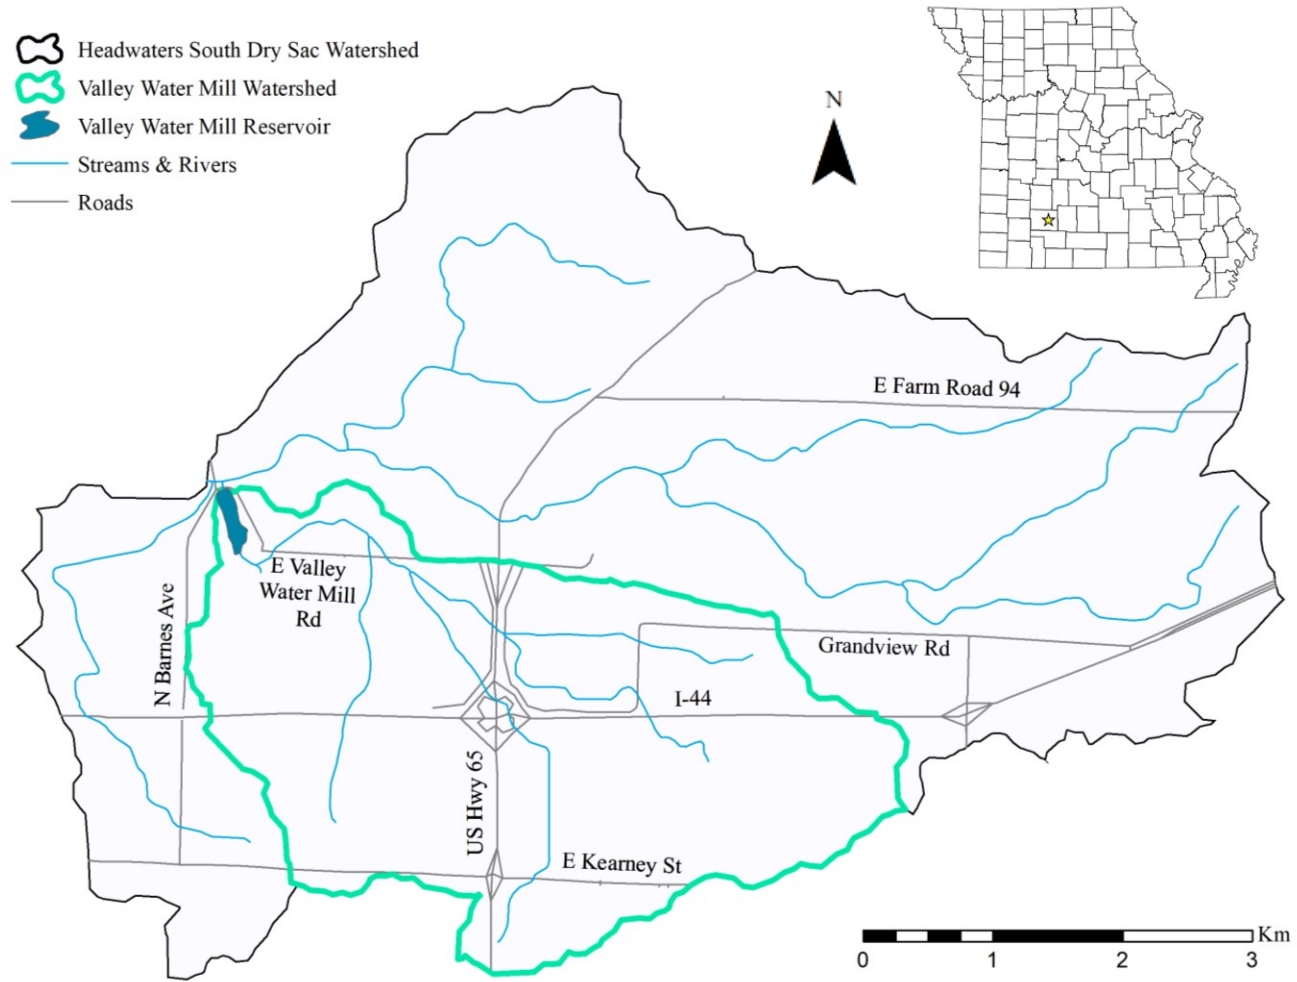 Headwaters South Dry Sac Watershed
Valley Water Mill Watershed
Valley Water Mill Reservoir
Streams & Rivers
Roads
N
E Farm Road 94
E Valley
Water Mill
Rd
N Barnes Ave
Grandview Rd
I-44
US Hwy 65
E Kearney St
Km
0 1 2 3